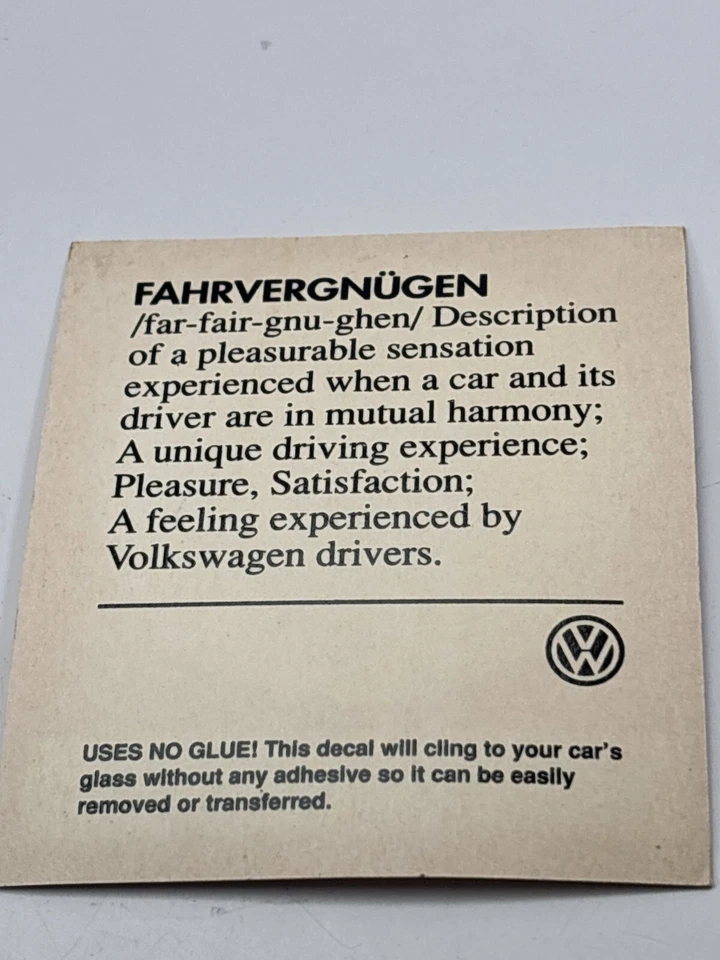 FAHRVERGNÜGEN
/far-fair-gnu-ghen/ Description
of a pleasurable sensation
experienced when a car and its
driver are in mutual harmony;
A unique driving experience;
Pleasure, Satisfaction;
A feeling experienced by
Volkswagen drivers.
VW
USES NO GLUE! This decal will cling to your car's
glass without any adhesive so it can be easily
removed or transferred.